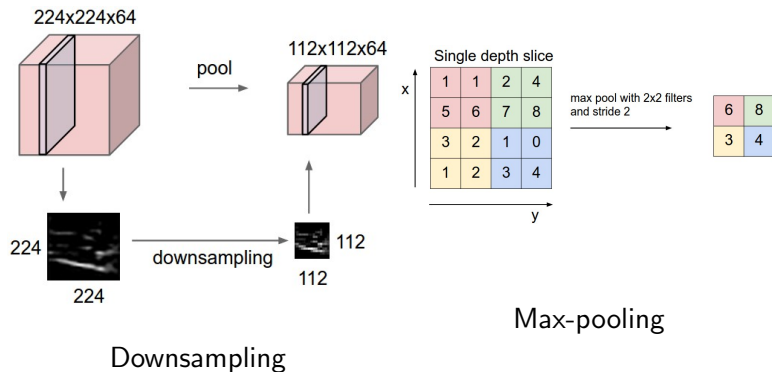 224x224x64
pool
112x112x64
224
224
downsampling
112
112
Downsampling
Single depth slice
x
1 1 2 4
5 6 7 8
3 2 1 0
1 2 3 4
y
max pool with 2x2 filters
and stride 2
6 8
3 4
Max-pooling